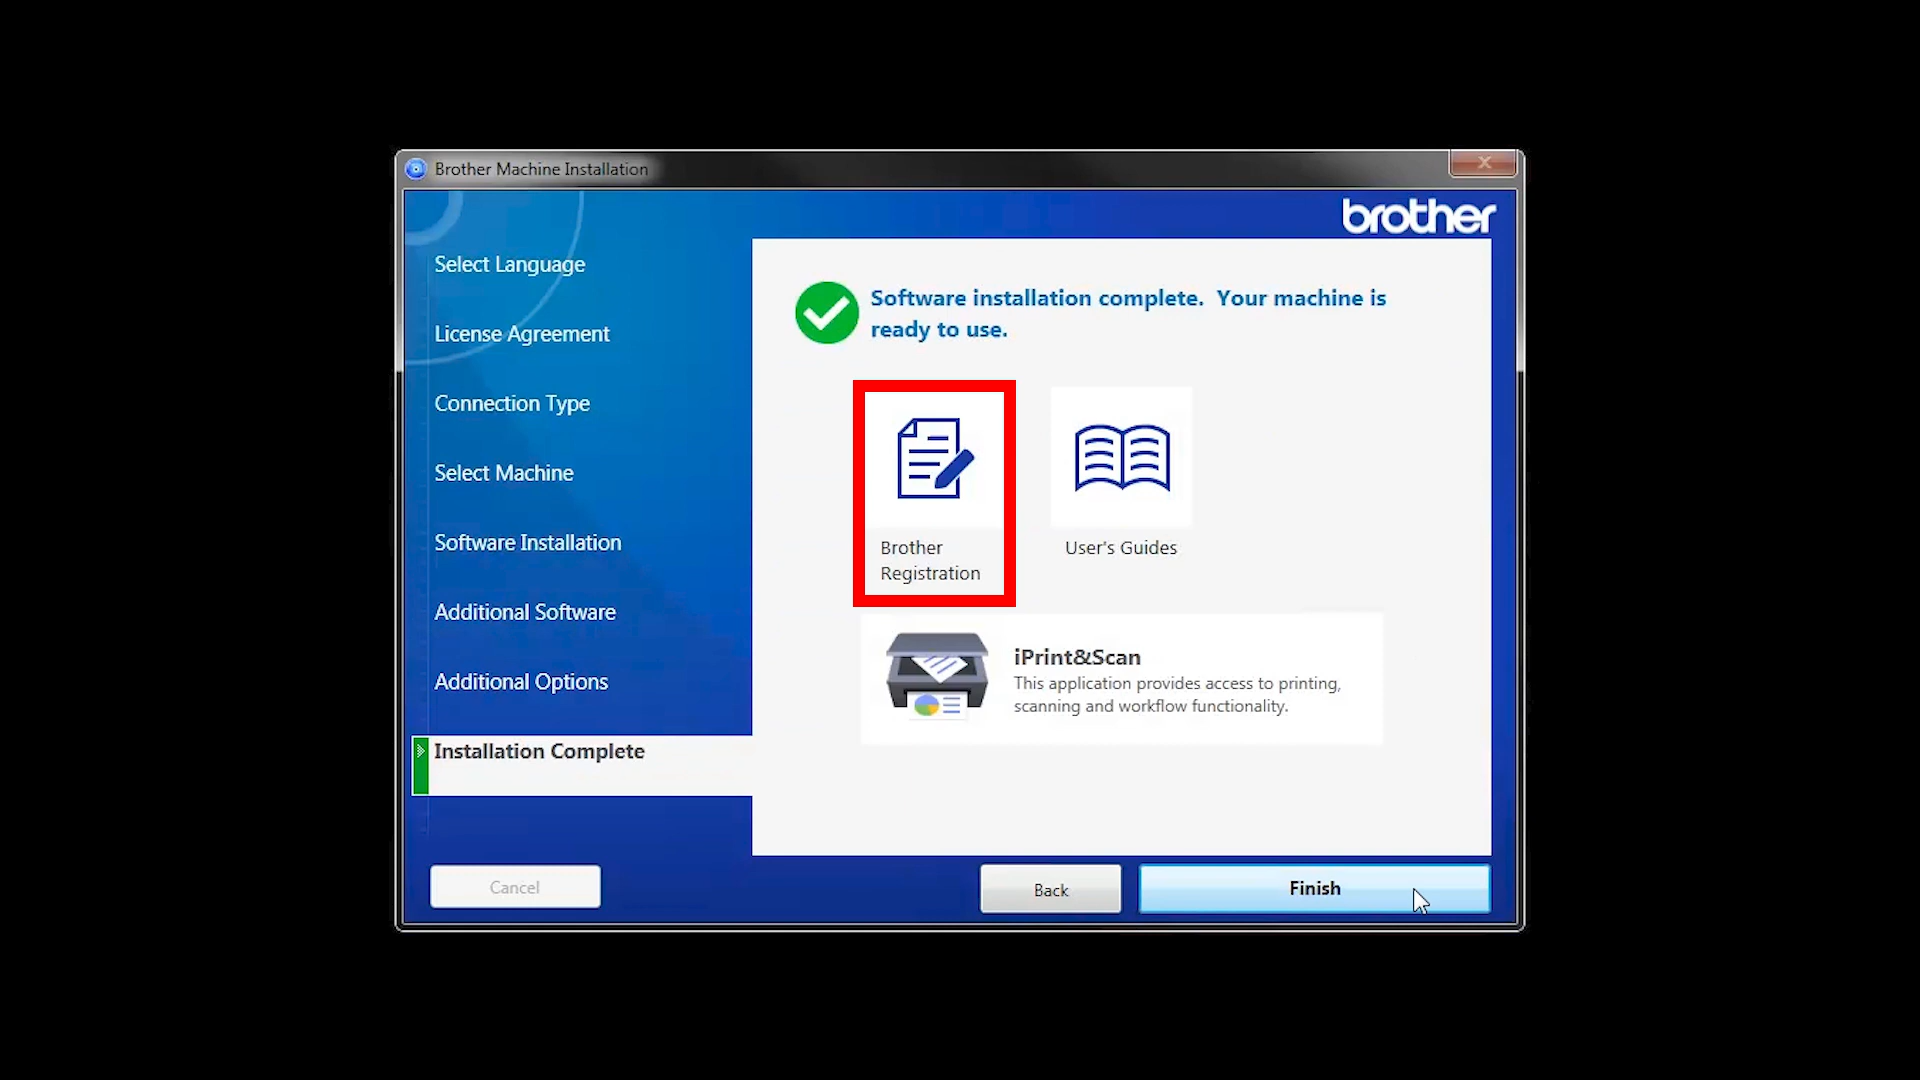 Brother Machine Installation
brother
Select Language
License Agreement
Connection Type
Select Machine
Software Installation
Additional Software
Additional Options
Installation Complete
Software installation complete.  Your machine is
ready to use.
Brother
Registration
User's Guides
iPrint&Scan
This application provides access to printing,
scanning and workflow functionality.
Cancel
Back
Finish